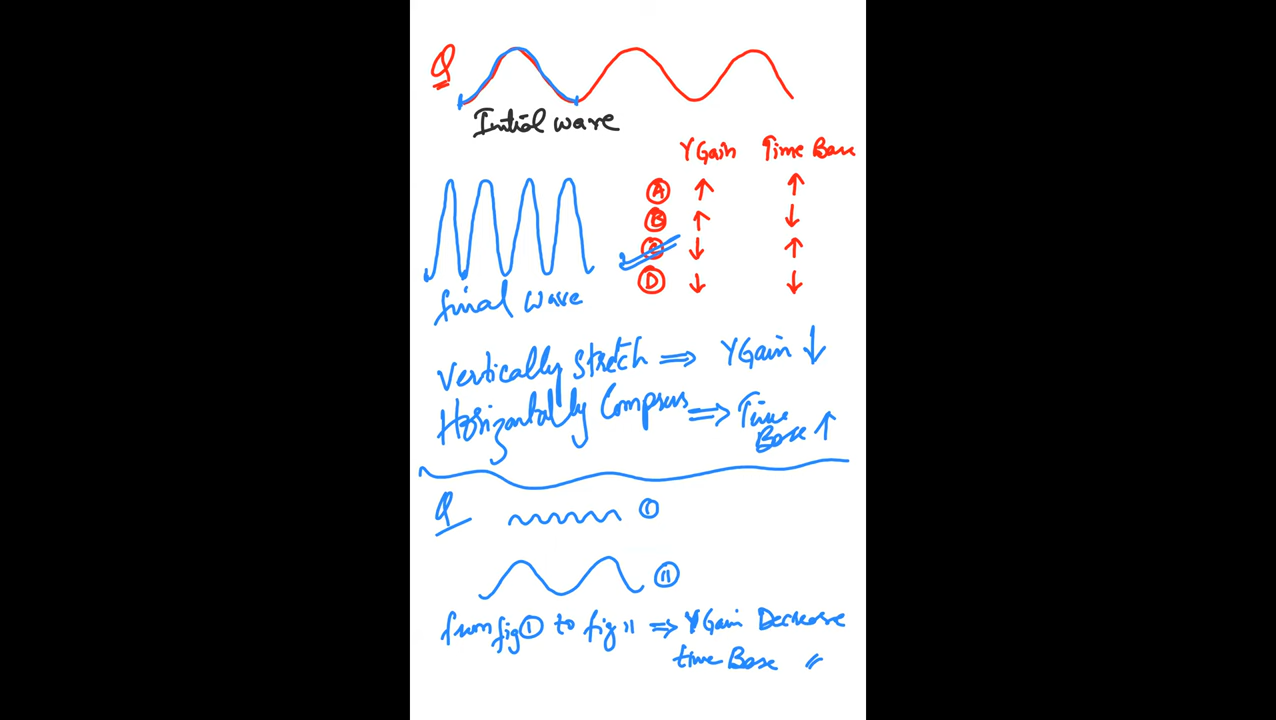 Q
Initial wave
Y Gain Time Base
A ↑ ↑
B ↑ ↓
C ↓ ↑
D ↓ ↓
final wave
Vertically Stretch ⇒ Y Gain ↓
Horizontally Compress ⇒ Time Base ↑
Q
I
II
from fig I to fig II ⇒ Y Gain Decrease
time Base "